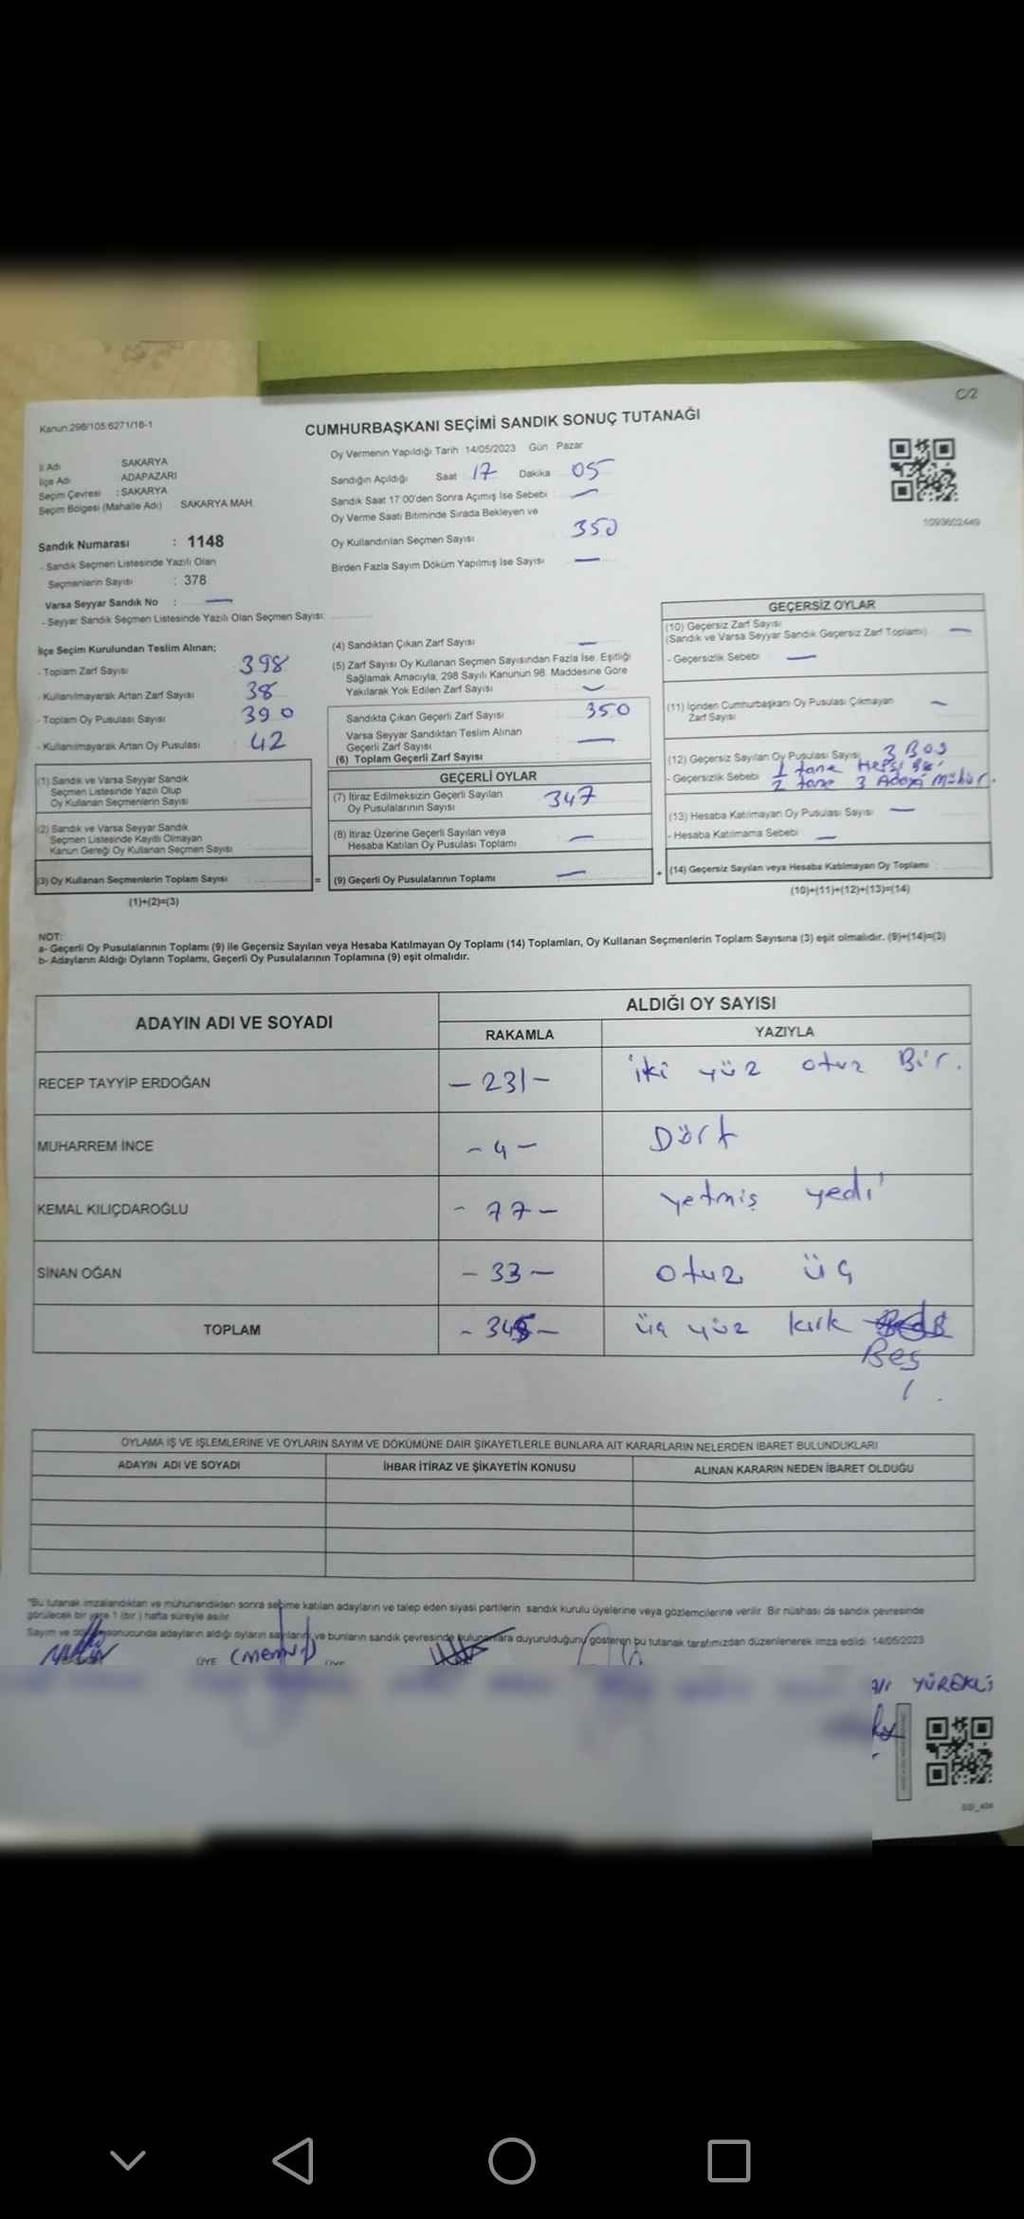 C/2
Kanun:298/105:6271/16-1
CUMHURBAŞKANI SEÇİMİ SANDIK SONUÇ TUTANAĞI
İl Adı SAKARYA
İlçe Adı ADAPAZARI
Seçim Çevresi : SAKARYA
Seçim Bölgesi (Mahalle Adı) SAKARYA MAH.
Oy Vermenin Yapıldığı Tarih 14/05/2023 Gün Pazar
Sandığın Açıldığı Saat 17 Dakika 05
Sandık Saat 17:00'den Sonra Açımış İse Sebebi —
Oy Verme Saati Bitiminde Sırada Bekleyen ve
Oy Kullandırılan Seçmen Sayısı 350
Birden Fazla Sayım Döküm Yapılmış İse Sayısı —
1093602449
Sandık Numarası : 1148
- Sandık Seçmen Listesinde Yazılı Olan
Seçmenlerin Sayısı : 378
Varsa Seyyar Sandık No : —
- Seyyar Sandık Seçmen Listesinde Yazılı Olan Seçmen Sayısı:
İlçe Seçim Kurulundan Teslim Alınan;
- Toplam Zarf Sayısı 398
- Kullanılmayarak Artan Zarf Sayısı 38
- Toplam Oy Pusulası Sayısı 390
- Kullanılmayarak Artan Oy Pusulası 42
(1) Sandık ve Varsa Seyyar Sandık
Seçmen Listesinde Yazılı Olup
Oy Kullanan Seçmenlerin Sayısı
(2) Sandık ve Varsa Seyyar Sandık
Seçmen Listesinde Kayıtlı Olmayan
Kanun Gereği Oy Kullanan Seçmen Sayısı
(3) Oy Kullanan Seçmenlerin Toplam Sayısı =
(1)+(2)=(3)
(4) Sandıktan Çıkan Zarf Sayısı —
(5) Zarf Sayısı Oy Kullanan Seçmen Sayısından Fazla İse, Eşitliği
Sağlamak Amacıyla, 298 Sayılı Kanunun 98. Maddesine Göre
Yakılarak Yok Edilen Zarf Sayısı —
Sandıkta Çıkan Geçerli Zarf Sayısı 350
Varsa Seyyar Sandıktan Teslim Alınan
Geçerli Zarf Sayısı —
(6) Toplam Geçerli Zarf Sayısı
GEÇERLİ OYLAR
(7) İtiraz Edilmeksizin Geçerli Sayılan
Oy Pusulalarının Sayısı 347
(8) İtiraz Üzerine Geçerli Sayılan veya
Hesaba Katılan Oy Pusulası Toplamı —
(9) Geçerli Oy Pusulalarının Toplamı — +
GEÇERSİZ OYLAR
(10) Geçersiz Zarf Sayısı
(Sandık ve Varsa Seyyar Sandık Geçersiz Zarf Toplamı) —
- Geçersizlik Sebebi —
(11) İçinden Cumhurbaşkanı Oy Pusulası Çıkmayan
Zarf Sayısı —
(12) Geçersiz Sayılan Oy Pusulası Sayısı 3 Boş
- Geçersizlik Sebebi 1 tane Hepsi
2 tane 3 Adaya Mühür.
(13) Hesaba Katılmayan Oy Pusulası Sayısı —
- Hesaba Katılmama Sebebi —
(14) Geçersiz Sayılan veya Hesaba Katılmayan Oy Toplamı
(10)+(11)+(12)+(13)=(14)
NOT:
a- Geçerli Oy Pusulalarının Toplamı (9) ile Geçersiz Sayılan veya Hesaba Katılmayan Oy Toplamı (14) Toplamları, Oy Kullanan Seçmenlerin Toplam Sayısına (3) eşit olmalıdır. (9)+(14)=(3)
b- Adayların Aldığı Oyların Toplamı, Geçerli Oy Pusulalarının Toplamına (9) eşit olmalıdır.
ADAYIN ADI VE SOYADI ALDIĞI OY SAYISI
RAKAMLA YAZIYLA
RECEP TAYYİP ERDOĞAN – 231 – iki yüz otuz Bir.
MUHARREM İNCE – 4 – Dört
KEMAL KILIÇDAROĞLU – 77 – yetmiş yedi
SİNAN OĞAN – 33 – otuz üç
TOPLAM – 345 – üç yüz kırk
Beş
OYLAMA İŞ VE İŞLEMLERİNE VE OYLARIN SAYIM VE DÖKÜMÜNE DAİR ŞİKAYETLERLE BUNLARA AİT KARARLARIN NELERDEN İBARET BULUNDUKLARI
ADAYIN ADI VE SOYADI İHBAR İTİRAZ VE ŞİKAYETİN KONUSU ALINAN KARARIN NEDEN İBARET OLDUĞU
*Bu tutanak imzalandıktan ve mühürlendikten sonra seçime katılan adayların ve talep eden siyasi partilerin sandık kurulu üyelerine veya gözlemcilerine verilir. Bir nüshası da sandık çevresinde
görülecek bir yere 1 (bir) hafta süreyle asılır
Sayım ve döküm sonucunda adayların aldığı oyların sayılarını ve bunların sandık çevresinde bulunanlara duyurulduğunu gösteren bu tutanak tarafımızdan düzenlenerek imza edildi. 14/05/2023
ÜYE (memur) ÜYE
YÜREKLİ